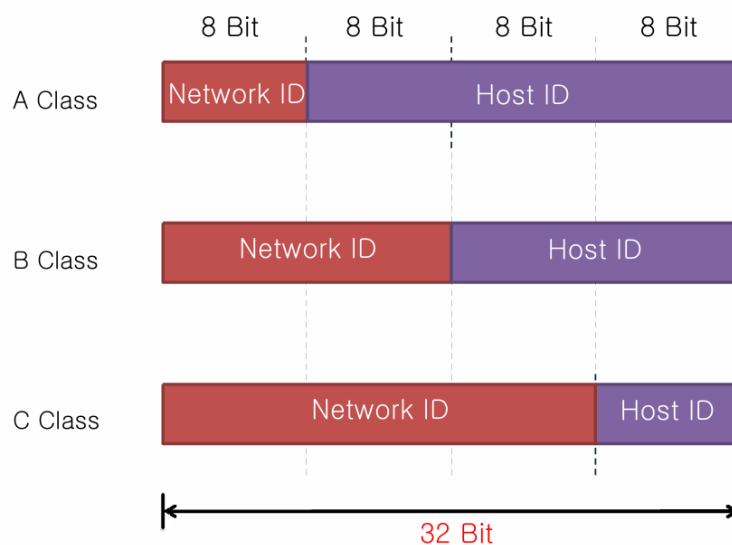 8 Bit 8 Bit 8 Bit 8 Bit
A Class Network ID Host ID
B Class Network ID Host ID
C Class Network ID Host ID
32 Bit